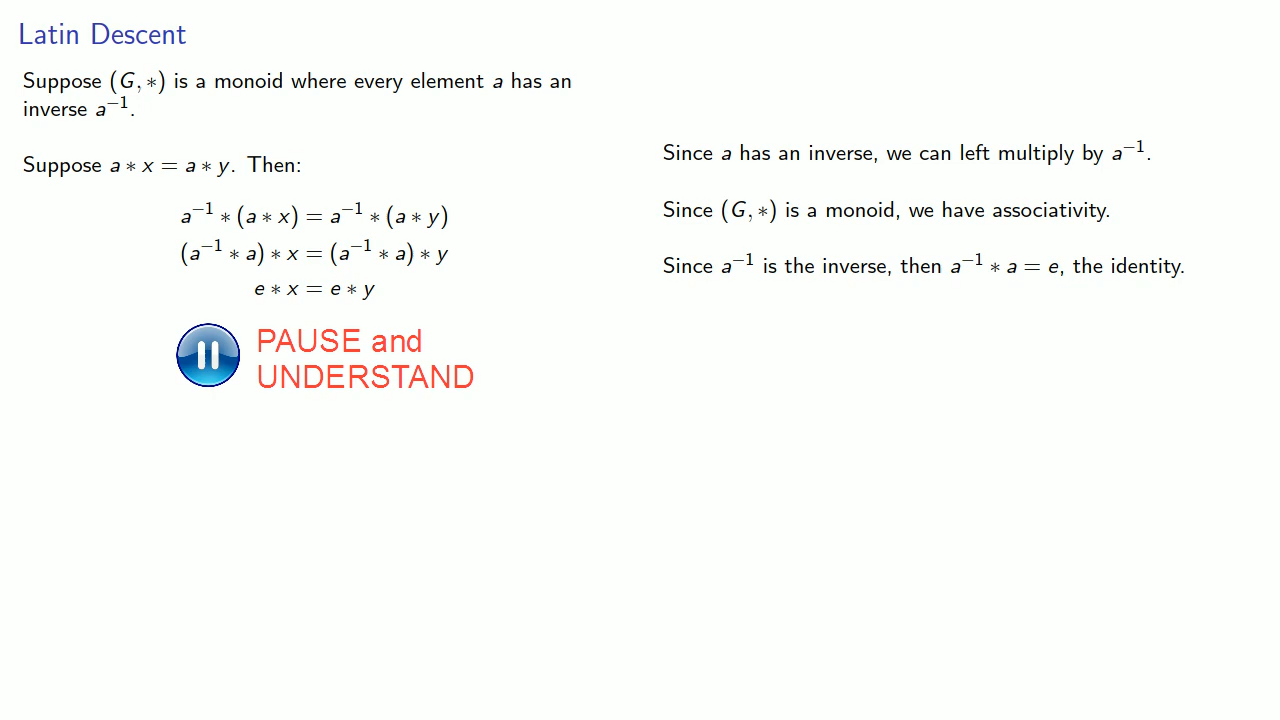 Latin Descent
Suppose (G, ∗) is a monoid where every element a has an
inverse a⁻¹.
Suppose a ∗ x = a ∗ y. Then:
a⁻¹ ∗ (a ∗ x) = a⁻¹ ∗ (a ∗ y)
(a⁻¹ ∗ a) ∗ x = (a⁻¹ ∗ a) ∗ y
e ∗ x = e ∗ y
PAUSE and
UNDERSTAND
Since a has an inverse, we can left multiply by a⁻¹.
Since (G, ∗) is a monoid, we have associativity.
Since a⁻¹ is the inverse, then a⁻¹ ∗ a = e, the identity.